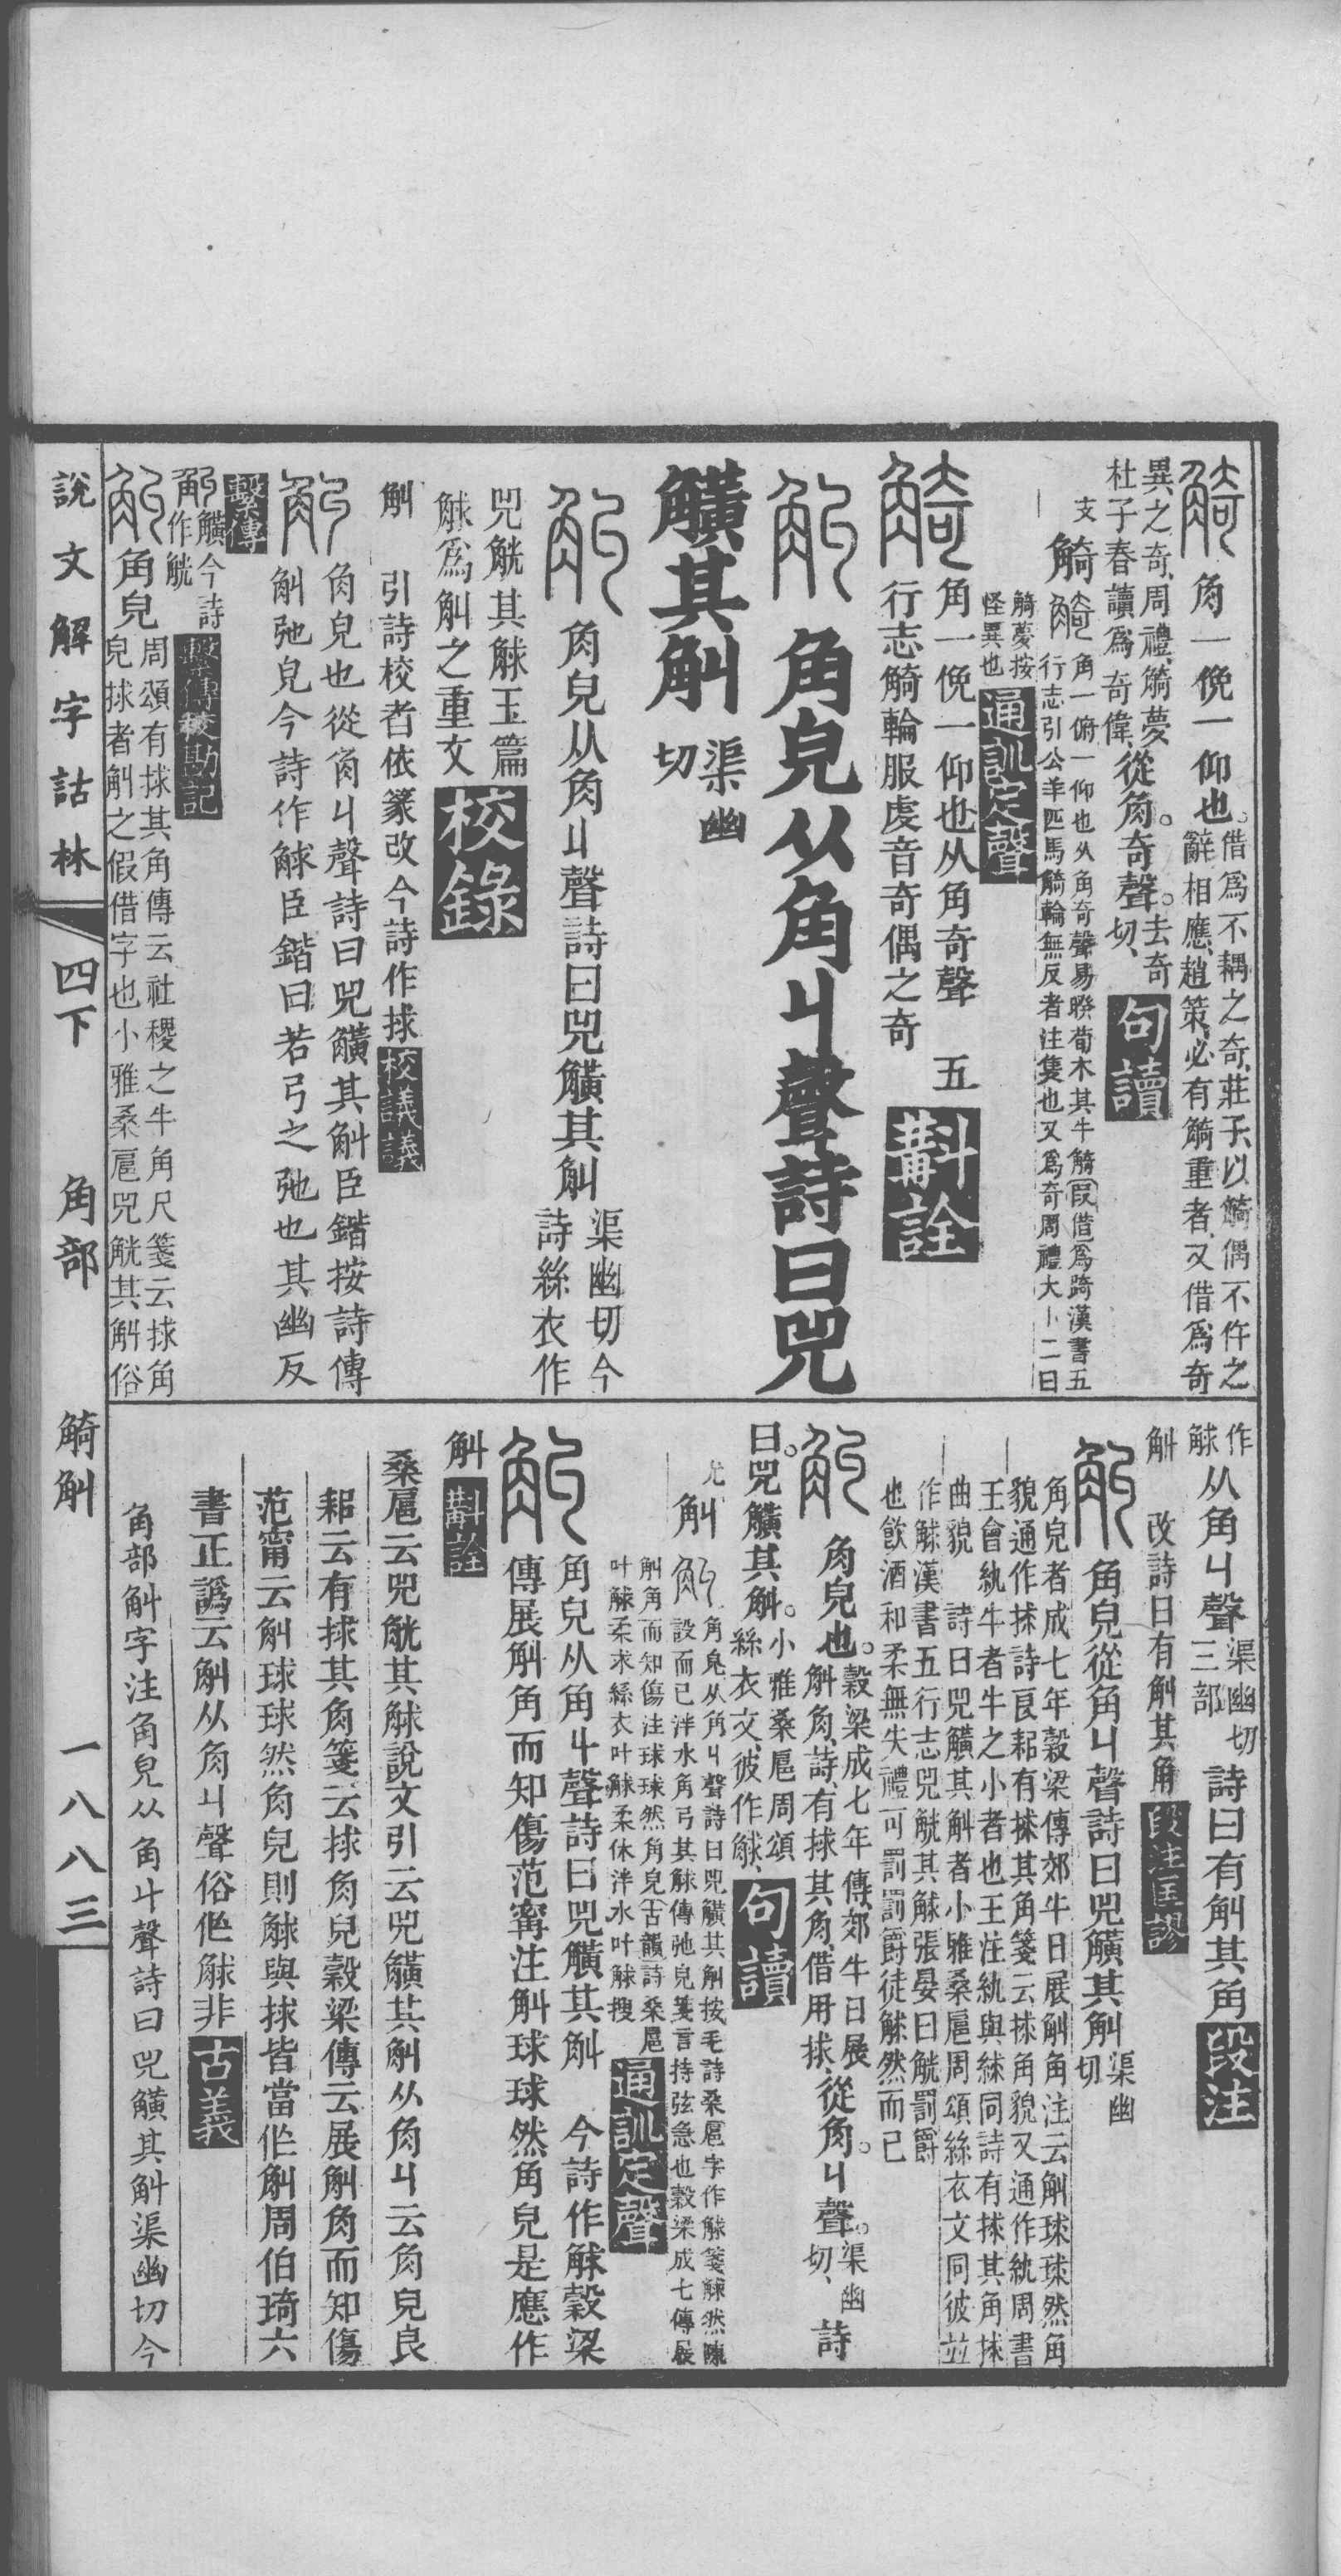 觭 角一俛一仰也借爲不耦之奇莊子以觭偶不仵之
辭相應趙策必有觭重者又借爲奇
異之奇周禮觭夢
杜子春讀爲奇偉從角奇聲去奇切 句讀
支 觭 觭 角一俯一仰也从角奇聲易睽荀本其牛觭叚借爲踦漢書五
行志引公羊匹馬觭輪無反者注隻也又爲奇周禮大卜二曰
觭夢按
怪異也 通訓定聲
觭 角一俛一仰也从角奇聲 五
行志觭輪服虔音奇偶之奇 斠詮
觓 角皃从角丩聲詩曰兕
觵其觓 渠幽切
觓 角皃从角丩聲詩曰兕觵其觓 渠幽切今
詩絲衣作
兕觥其觩玉篇
觩爲觓之重文 校錄
觓 引詩校者依篆改今詩作捄 校議議
觓 角皃也從角丩聲詩曰兕觵其觓臣鍇按詩傳
觓弛皃今詩作觩臣鍇曰若弓之弛也其幽反
繫傳
觓觵今詩
作觥 繫傳校勘記
觓 角皃 周頌有捄其角傳云社稷之牛角尺箋云捄角
皃捄者觓之假借字也小雅桑扈兕觥其觓俗
作觩 从角丩聲 渠幽切三部 詩曰有觓其角 段注
觓 改詩曰有觓其角 段注匡謬
觓 角皃從角丩聲詩曰兕觵其觓 渠幽切
角皃者成七年穀梁傳郊牛日展觓角注云觓球球然角
貌通作捄詩良耜有捄其角箋云捄角貌又通作紈周書
王會紈牛者牛之小者也王注紈與絿同詩有捄其角捄
曲貌 詩曰兕觵其觓者小雅桑扈周頌絲衣文同彼竝
作觩漢書五行志兕觥其觩張晏曰觥罰爵
也飮酒和柔無失禮可罰罰爵徒觩然而已
句讀
觓 角皃也穀梁成七年傳郊牛日展
觓角詩有捄其角借用捄從角丩聲渠幽切詩
曰兕觵其觓小雅桑扈周頌
絲衣文彼作觩
觓 觓 角皃从角丩聲詩曰兕觵其觓按毛詩桑扈字作觩箋觩然陳
設而已泮水角弓其觩傳弛皃箋言持弦急也穀梁成七傳展
觓角而知傷注球球然角皃古韻詩桑扈
叶觩柔求絲衣叶觩柔休泮水叶觩搜 通訓定聲
觓 角皃从角丩聲詩曰兕觵其觓 今詩作觩穀梁
傳展觓角而知傷范甯注觓球球然角皃是應作
觓 斠詮
桑扈云兕觥其觩說文引云兕觵其觓从角丩云角皃良
耜云有捄其角箋云捄角皃穀梁傳云展觓角而知傷
范甯云觓球球然角皃則觩與捄皆當作觓周伯琦六
書正譌云觓从角丩聲俗作觩非 古義
角部觓字注角皃从角丩聲詩曰兕觵其觓渠幽切今
說文解字詁林 四下 角部 觭觓 一八八三